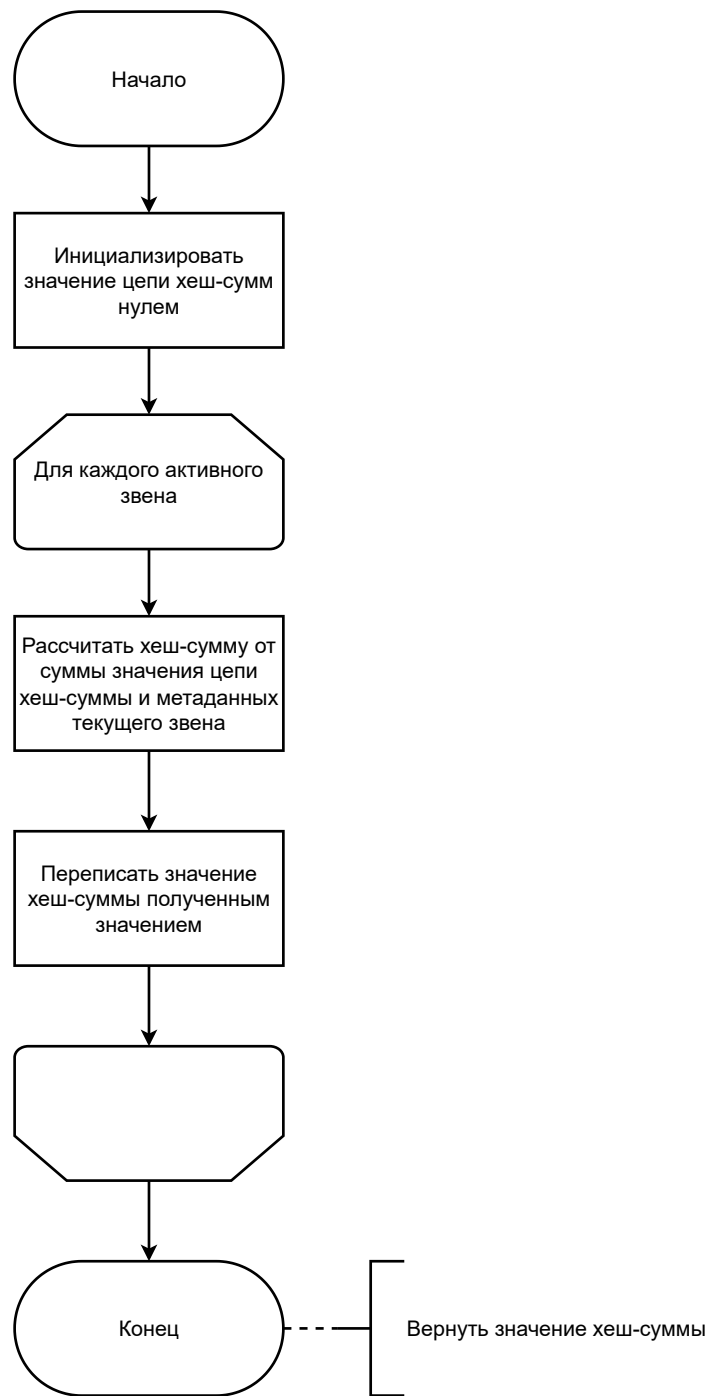 Начало
Инициализировать
значение цепи хеш-сумм
нулем
Для каждого активного
звена
Рассчитать хеш-сумму от
суммы значения цепи
хеш-суммы и метаданных
текущего звена
Переписать значение
хеш-суммы полученным
значением
Конец
Вернуть значение хеш-суммы